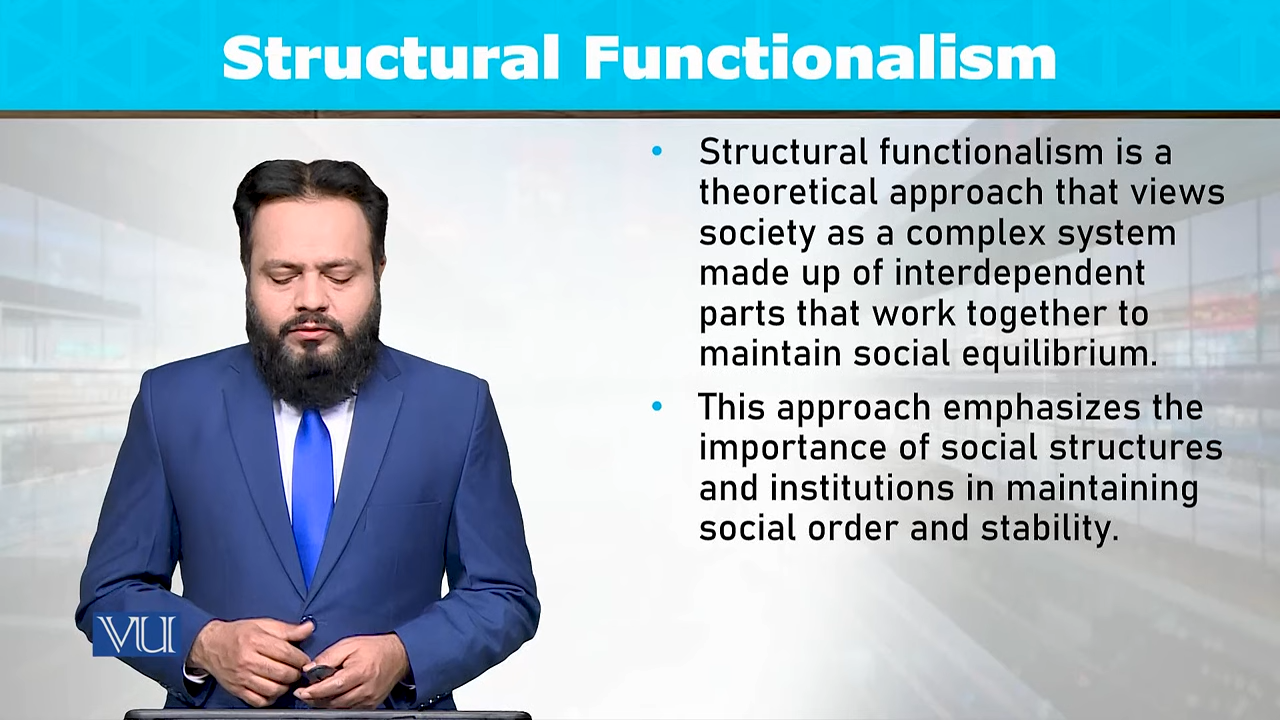 Structural Functionalism
• Structural functionalism is a
theoretical approach that views
society as a complex system
made up of interdependent
parts that work together to
maintain social equilibrium.
• This approach emphasizes the
importance of social structures
and institutions in maintaining
social order and stability.
VU